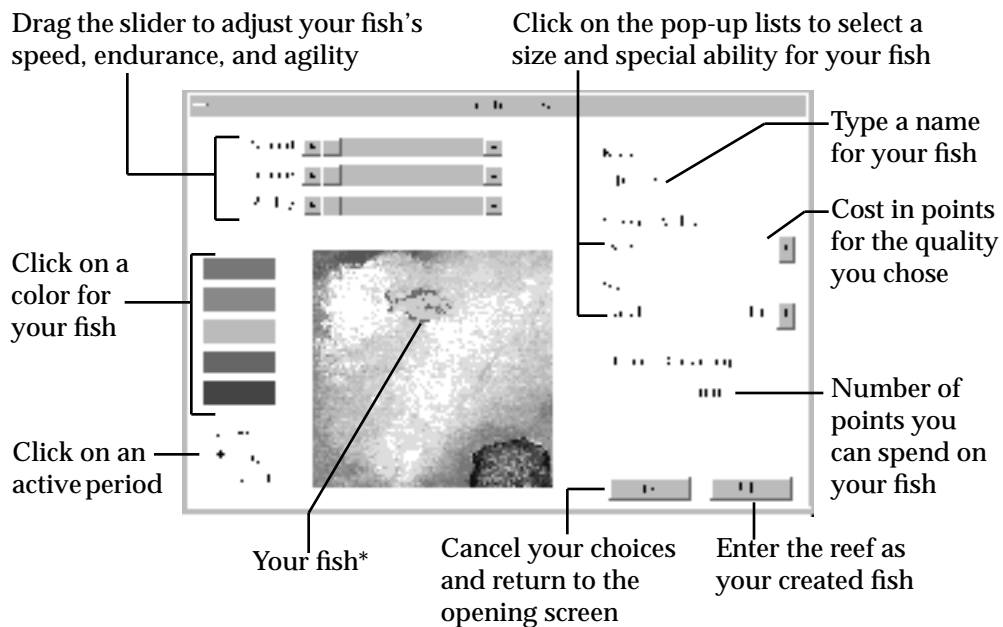 Drag the slider to adjust your fish’s
speed, endurance, and agility
Click on the pop-up lists to select a
size and special ability for your fish
Type a name
for your fish
Cost in points
for the quality
you chose
Click on a
color for
your fish
Number of
points you
can spend on
your fish
Click on an
active period
Your fish*
Cancel your choices
and return to the
opening screen
Enter the reef as
your created fish